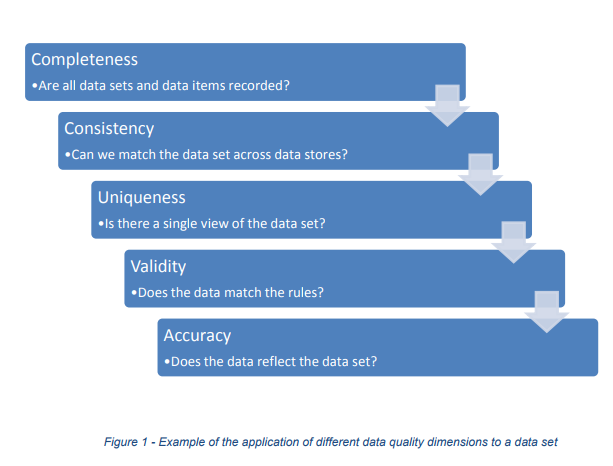 Completeness
•Are all data sets and data items recorded?
Consistency
•Can we match the data set across data stores?
Uniqueness
•Is there a single view of the data set?
Validity
•Does the data match the rules?
Accuracy
•Does the data reflect the data set?
Figure 1 - Example of the application of different data quality dimensions to a data set